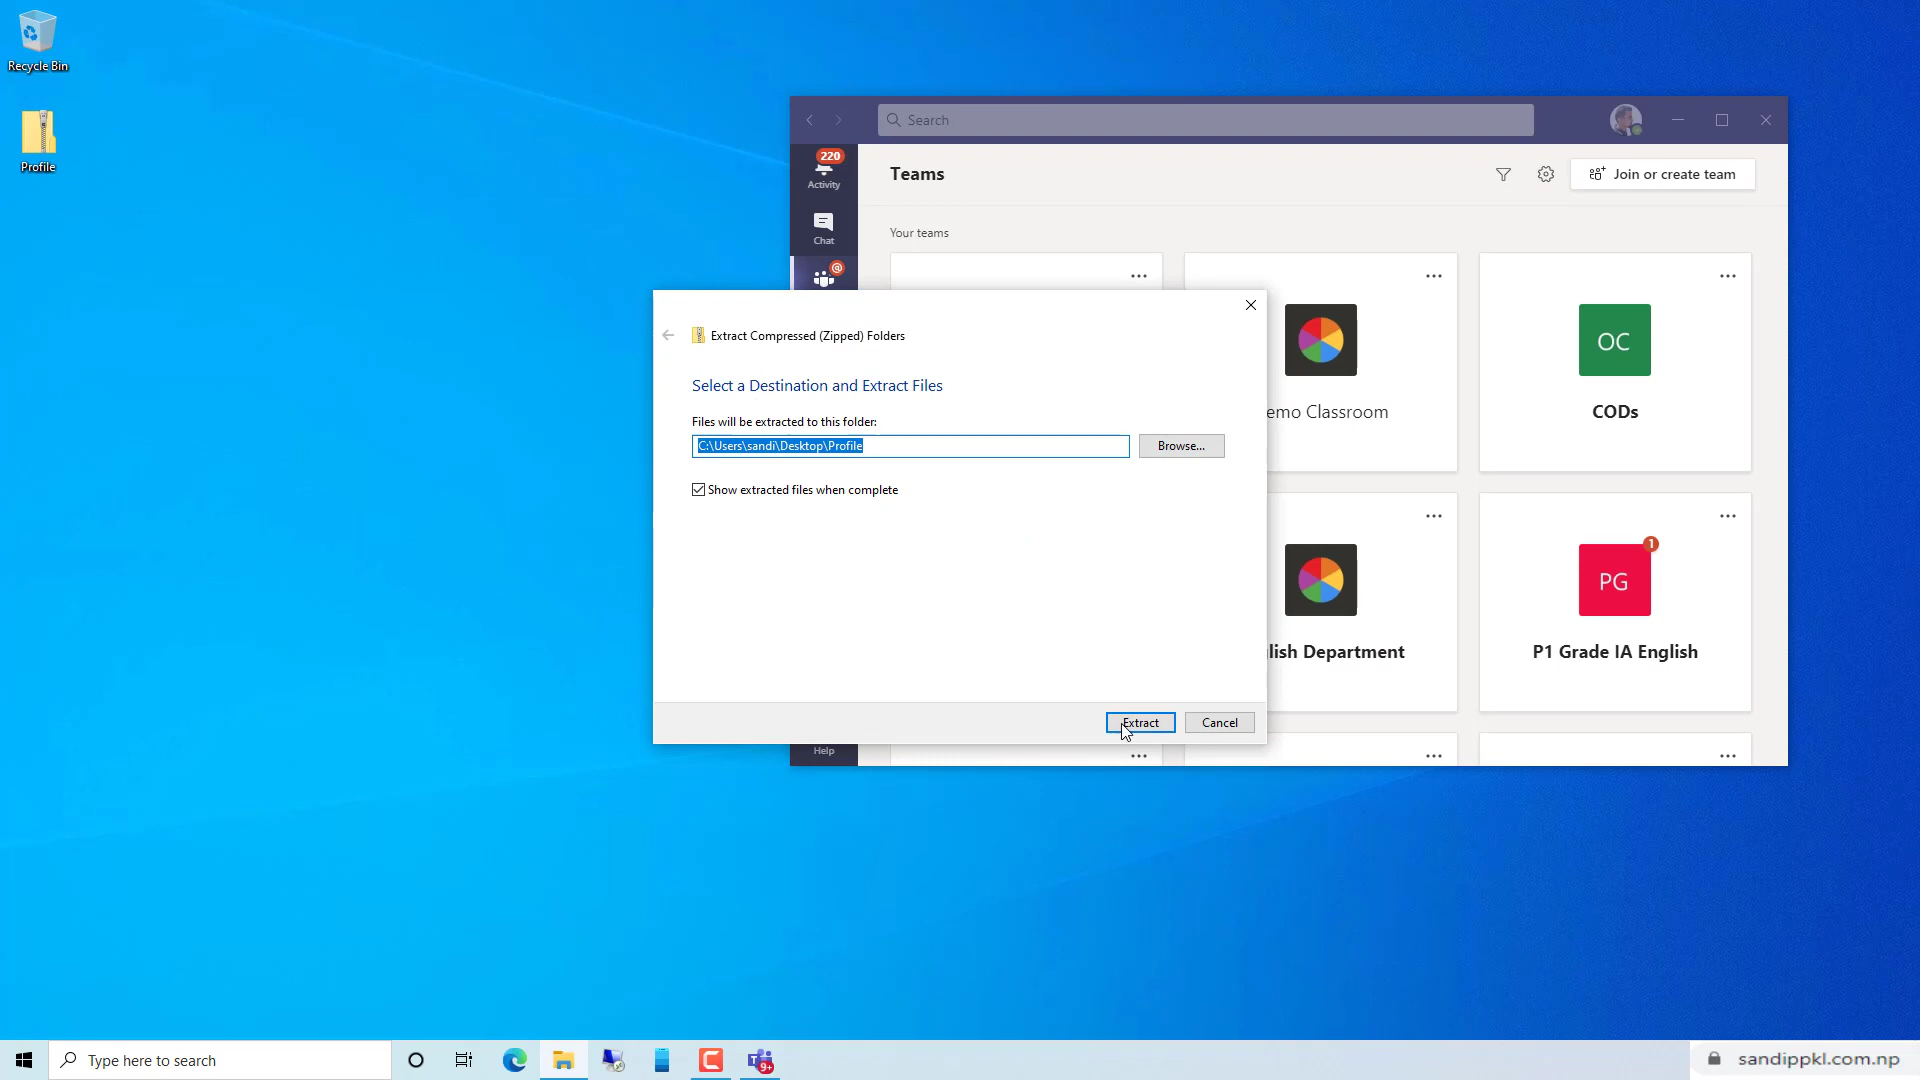 Recycle Bin
Profile
Search
220
Activity
Chat
@
Help
Teams
Join or create team
Your teams
emo Classroom
OC
CODs
lish Department
1
PG
P1 Grade IA English
Extract Compressed (Zipped) Folders
Select a Destination and Extract Files
Files will be extracted to this folder:
C:\Users\sandi\Desktop\Profile
Browse...
Show extracted files when complete
Extract
Cancel
Type here to search
9+
sandippkl.com.np